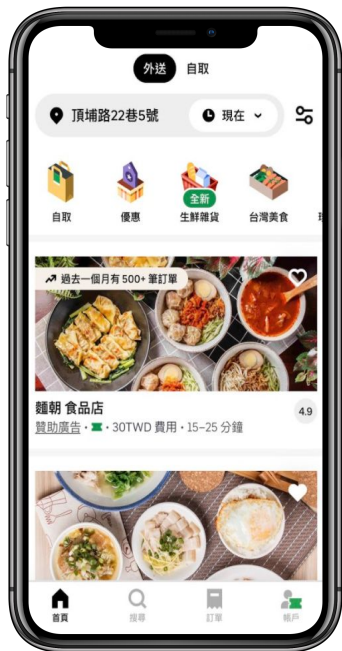 外送 自取
頂埔路22巷5號 現在
全新
自取 優惠 生鮮雜貨 台灣美食
過去一個月有 500+ 筆訂單
麵朝 食品店 4.9
贊助廣告・30TWD 費用・15-25 分鐘
首頁 搜尋 訂單 帳戶